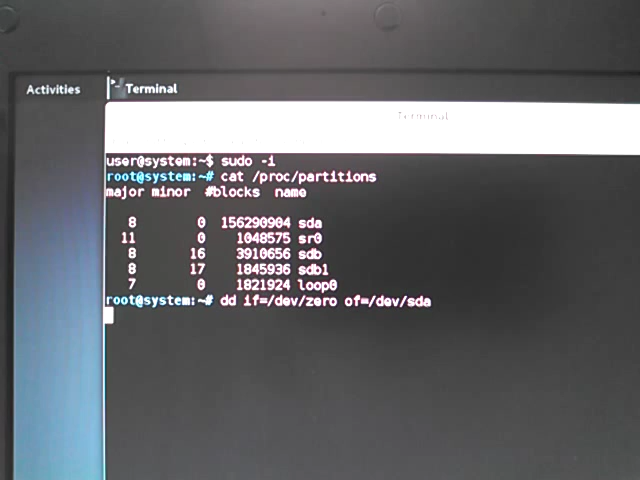 Activities
Terminal
Terminal
user@system:~$ sudo -i
root@system:~# cat /proc/partitions
major minor  #blocks  name
8        0  156290904 sda
11        0    1048575 sr0
8       16    3910656 sdb
8       17    1845936 sdb1
7        0    1821924 loop0
root@system:~# dd if=/dev/zero of=/dev/sda